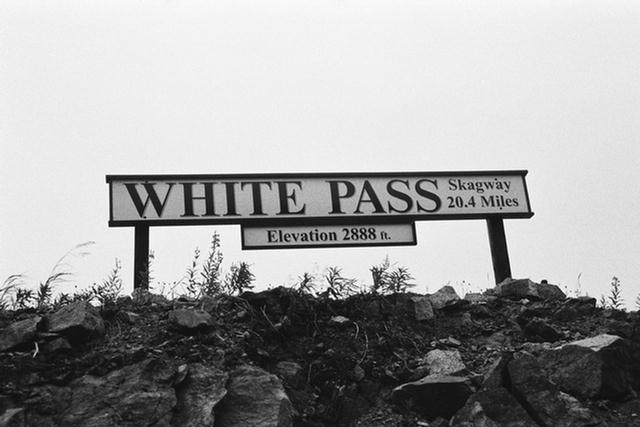 WHITE PASS
Skagway
20.4 Miles
Elevation 2888 ft.